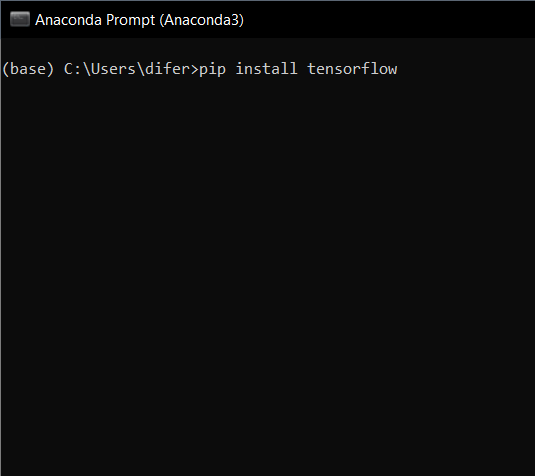 Anaconda Prompt (Anaconda3)
(base) C:\Users\difer>pip install tensorflow